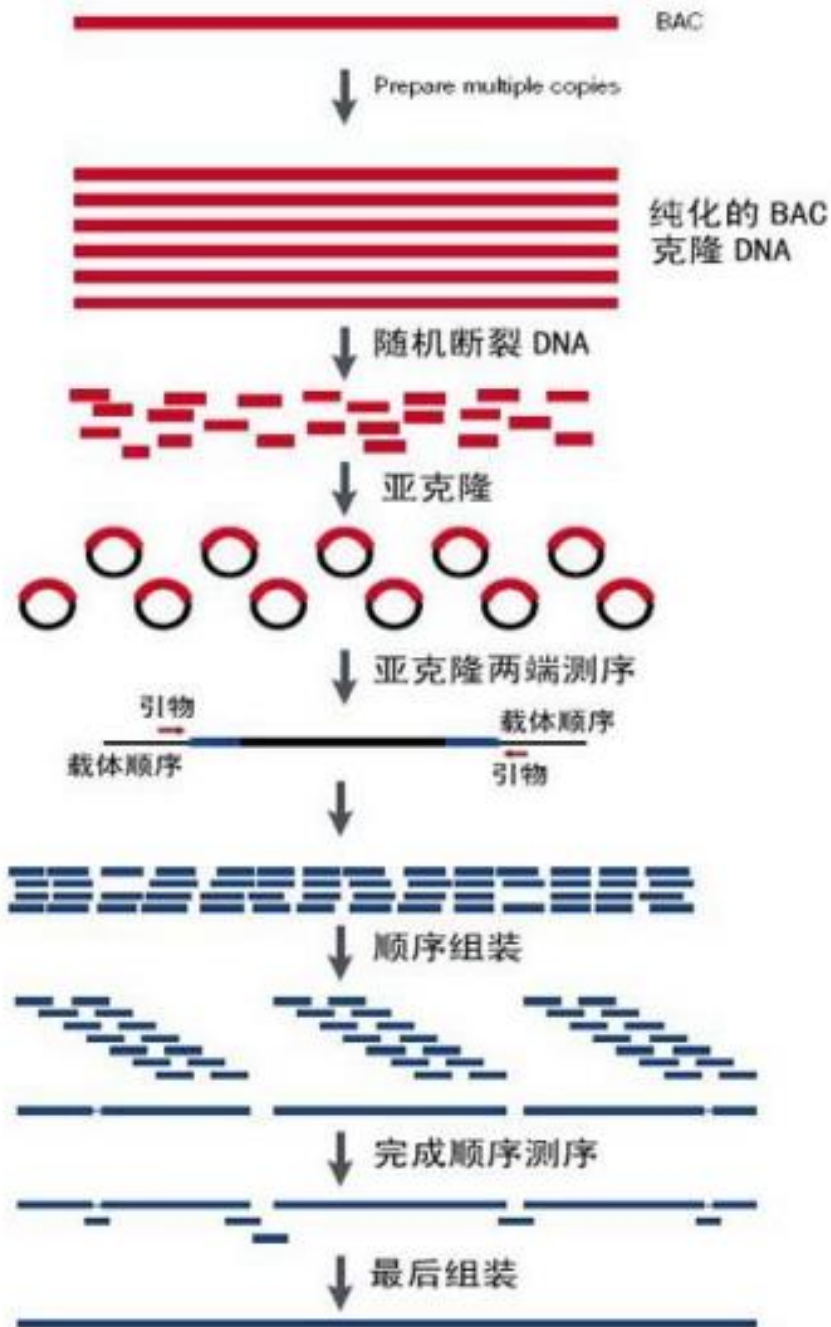 BAC
Prepare multiple copies
纯化的 BAC
克隆 DNA
随机断裂 DNA
亚克隆
亚克隆两端测序
引物
载体顺序
载体顺序
引物
顺序组装
完成顺序测序
最后组装